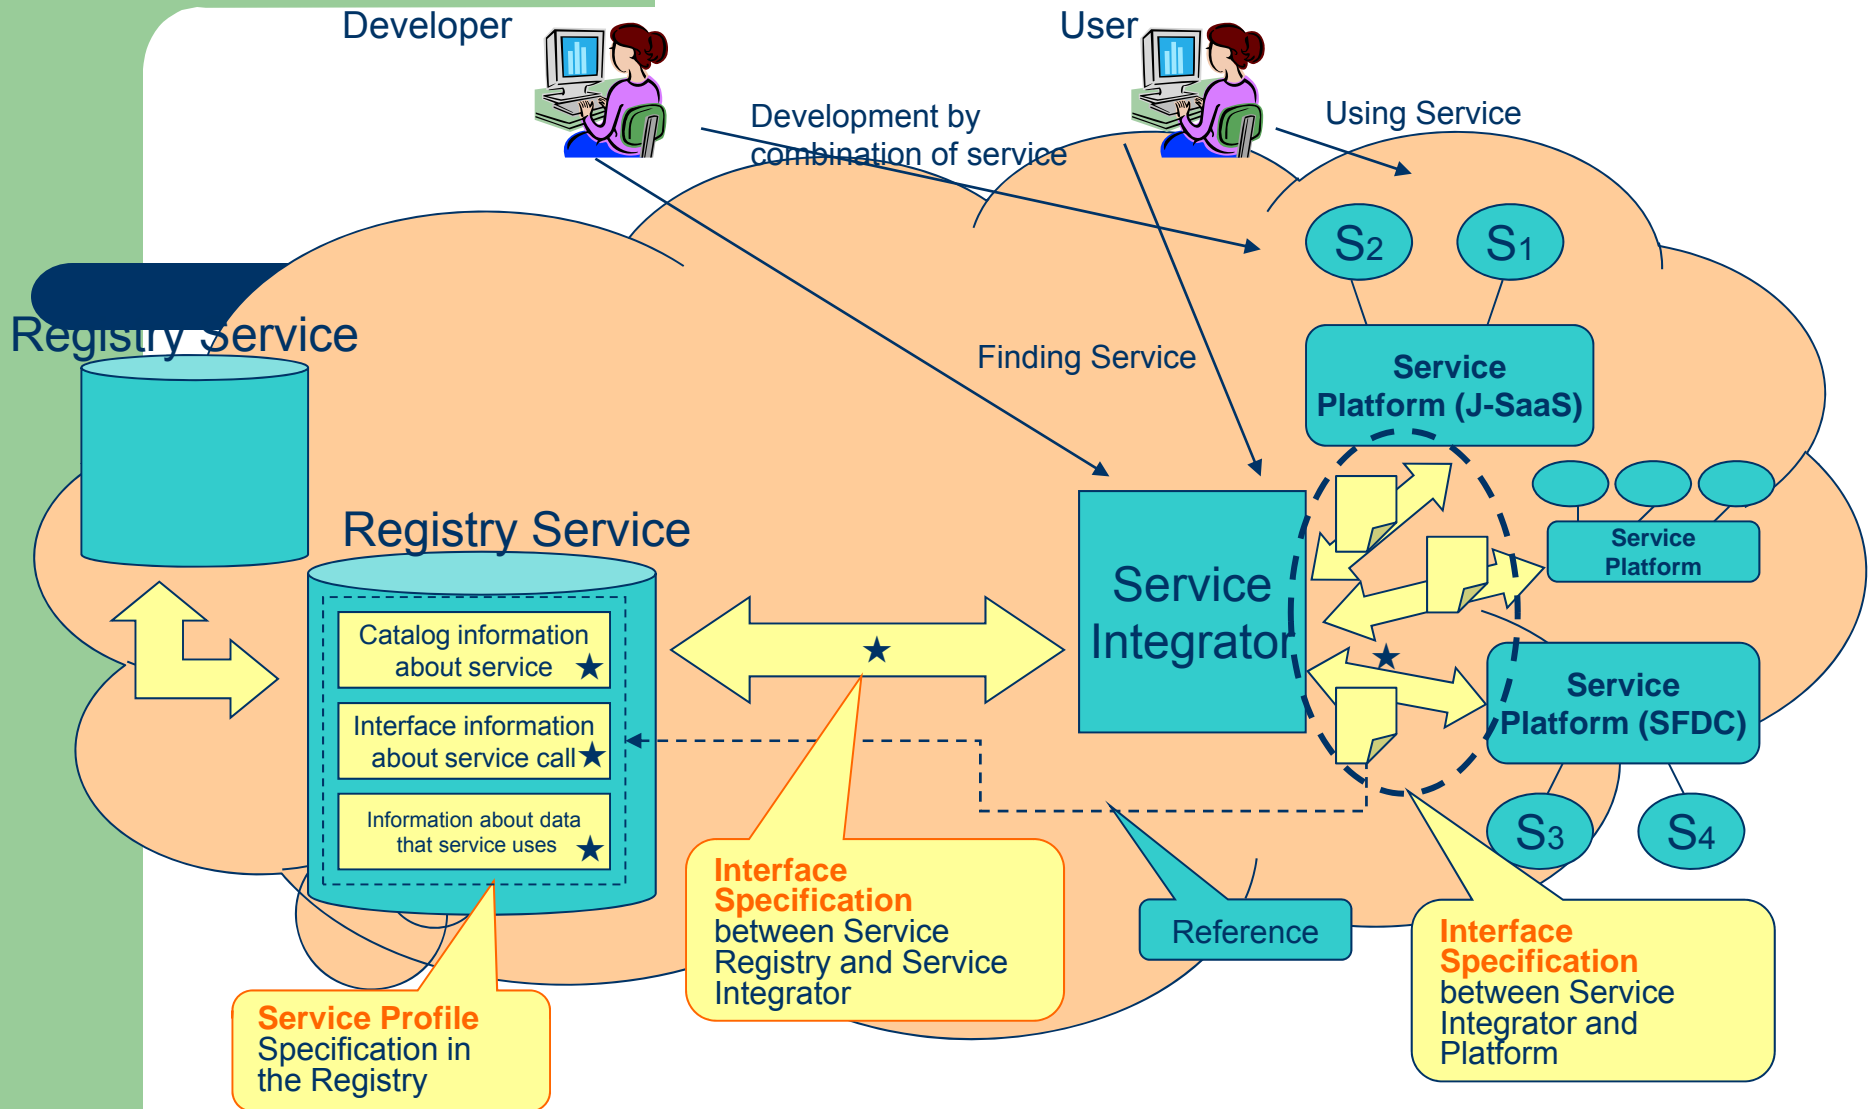 Developer
User
Development by
combination of service
Using Service
S2
S1
Registry Service
Finding Service
Service
Platform (J-SaaS)
Registry Service
Service
Platform
Service
Integrator
Catalog information
about service
Interface information
about service call
Information about data
that service uses
Service
Platform (SFDC)
S3
S4
Interface
Specification
between Service
Registry and Service
Integrator
Reference
Interface
Specification
between Service
Integrator and
Platform
Service Profile
Specification in
the Registry